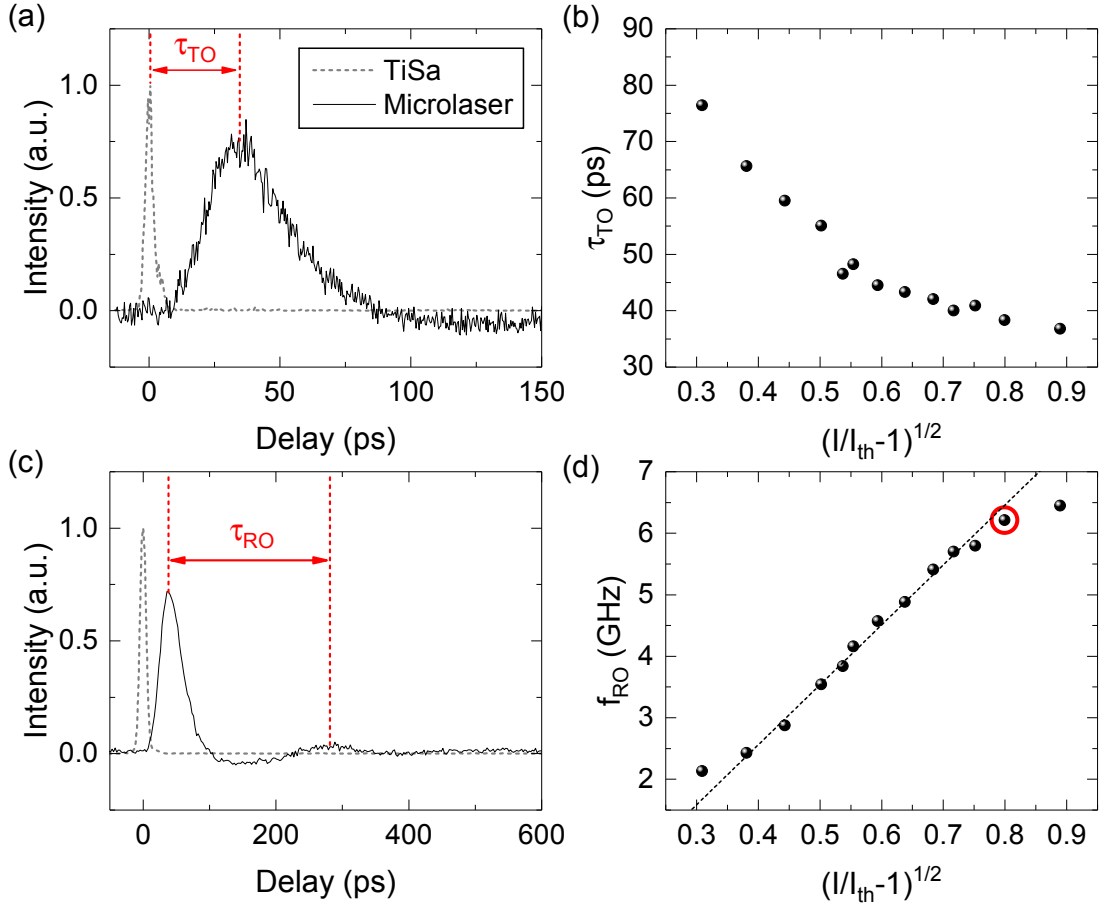 (a)
τTO
TiSa
Microlaser
1.0
0.5
0.0
Intensity (a.u.)
0 50 100 150
Delay (ps)
(b)
90
80
70
60
50
40
30
τTO (ps)
0.3 0.4 0.5 0.6 0.7 0.8 0.9
(I/Ith-1)1/2
(c)
τRO
1.0
0.5
0.0
Intensity (a.u.)
0 200 400 600
Delay (ps)
(d)
7
6
5
4
3
2
fRO (GHz)
0.3 0.4 0.5 0.6 0.7 0.8 0.9
(I/Ith-1)1/2